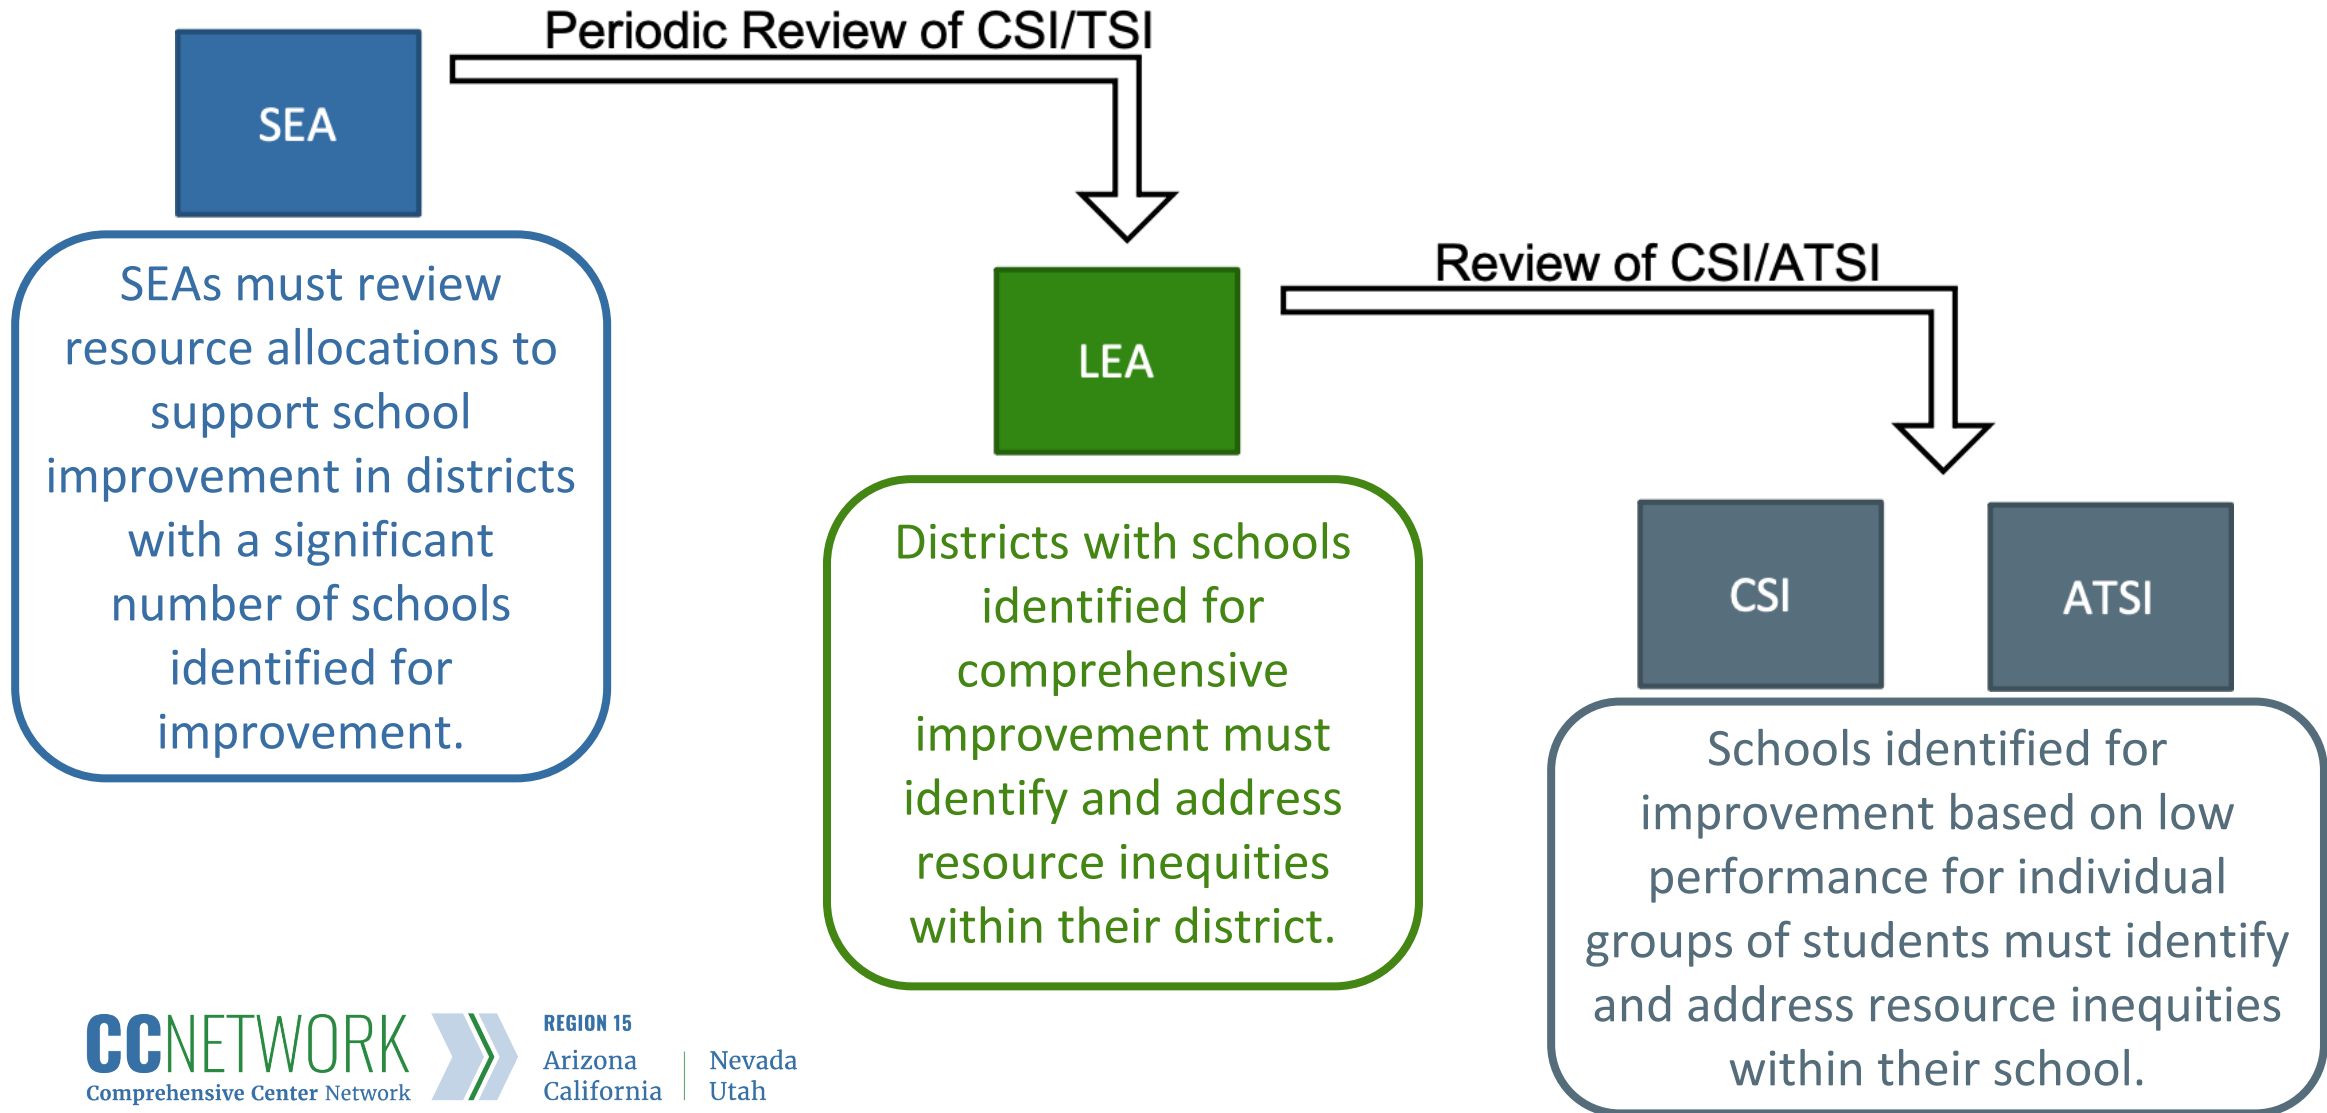 Periodic Review of CSI/TSI
SEA
SEAs must review
resource allocations to
support school
improvement in districts
with a significant
number of schools
identified for
improvement.
Review of CSI/ATSI
LEA
Districts with schools
identified for
comprehensive
improvement must
identify and address
resource inequities
within their district.
CSI
ATSI
Schools identified for
improvement based on low
performance for individual
groups of students must identify
and address resource inequities
within their school.
CCNETWORK
Comprehensive Center Network
REGION 15
Arizona
California
Nevada
Utah